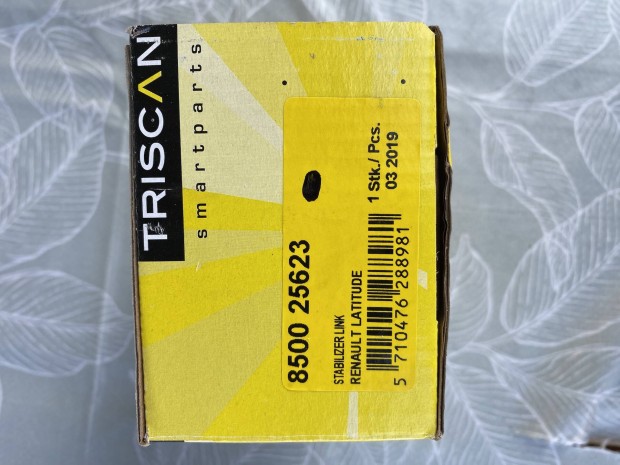 TRISCAN
smartparts
8500 25623
STABILIZER LINK
RENAULT LATITUDE
1 Stk./ Pcs.
03 2019
5 710476 288981